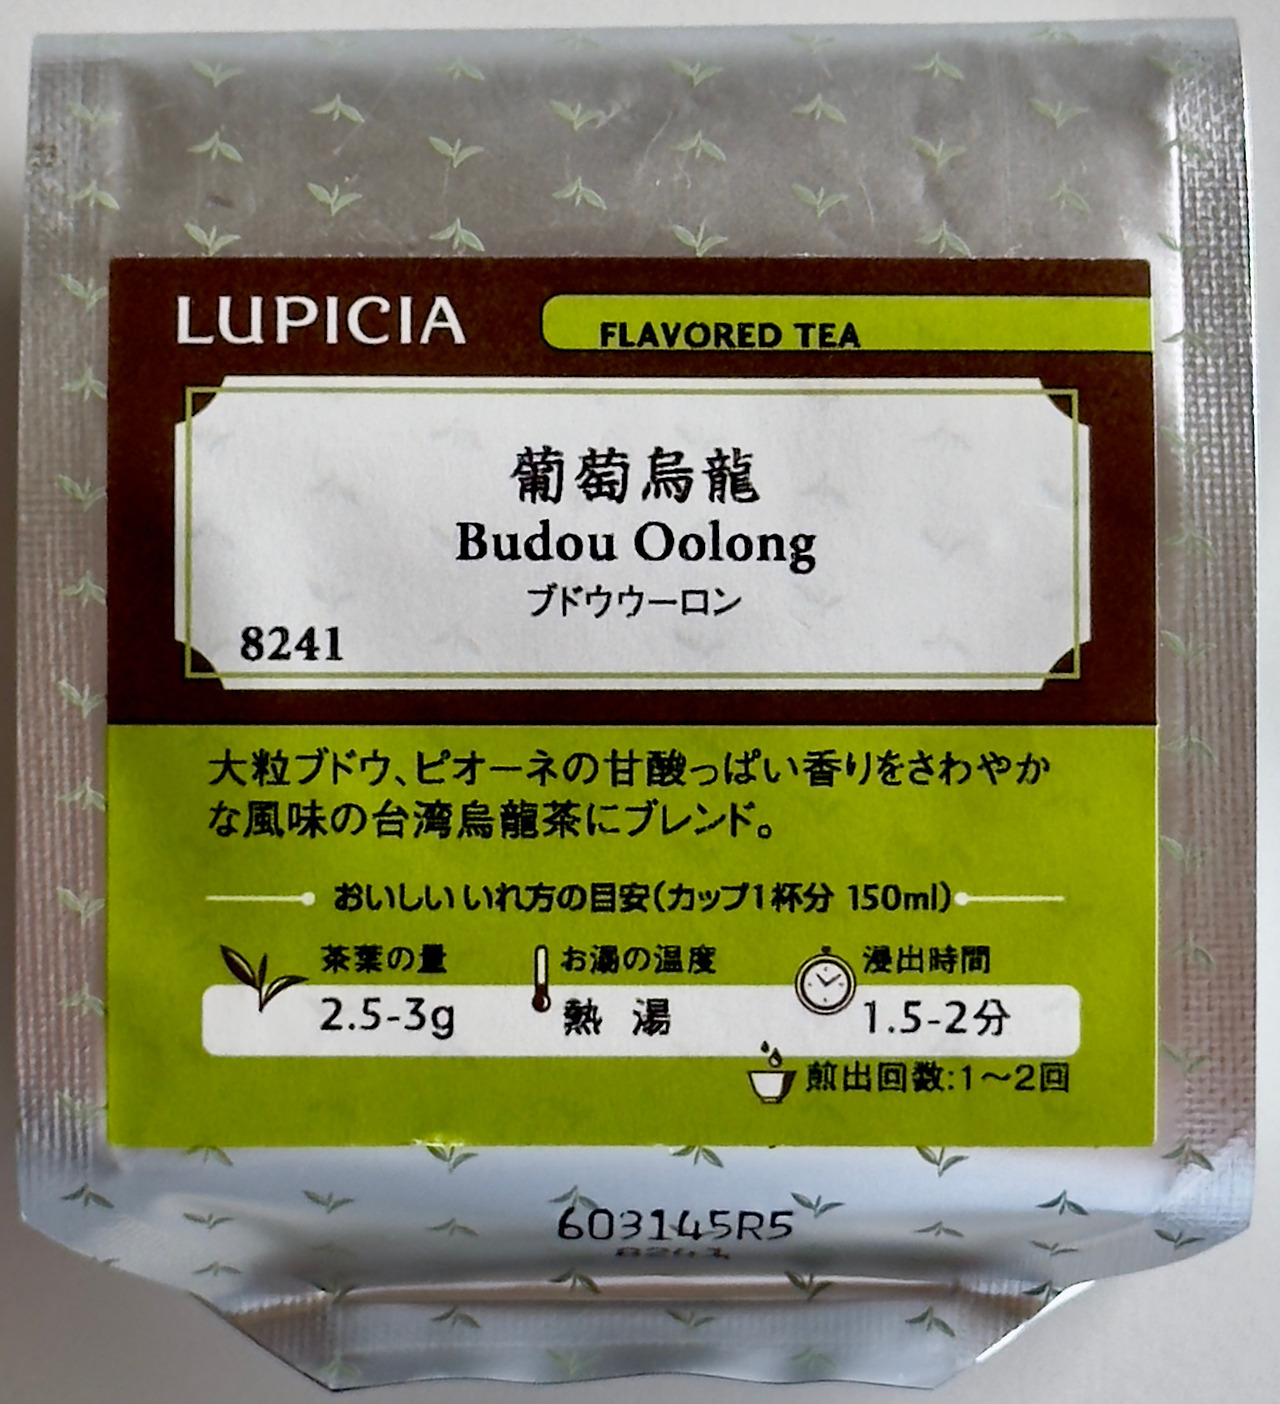 LUPICIA
FLAVORED TEA
葡萄烏龍
Budou Oolong
ブドウウーロン
8241
大粒ブドウ、ピオーネの甘酸っぱい香りをさわやか
な風味の台湾烏龍茶にブレンド。
おいしいいれ方の目安(カップ1杯分 150ml)
茶葉の量 お湯の温度 浸出時間
2.5-3g 熱 湯 1.5-2分
煎出回数:1〜2回
603145R5
8241